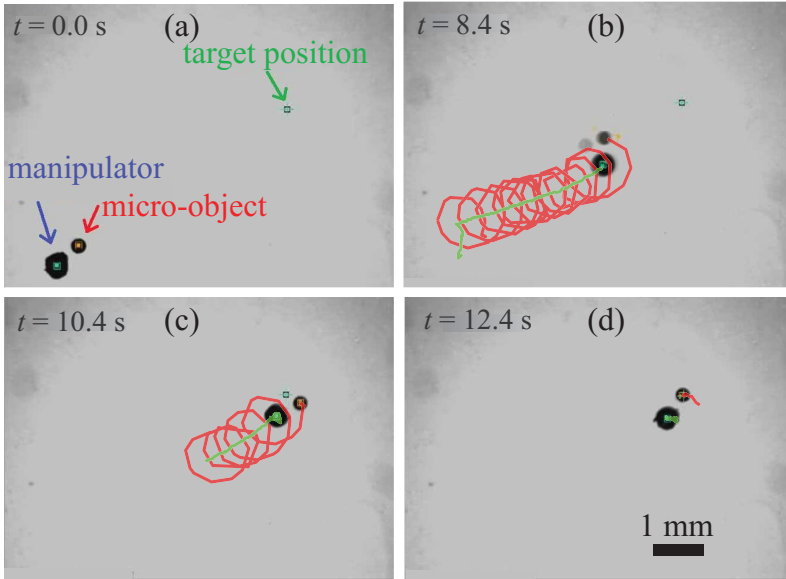 t = 0.0 s (a)
target position
manipulator
micro-object
t = 8.4 s (b)
t = 10.4 s (c)
t = 12.4 s (d)
1 mm